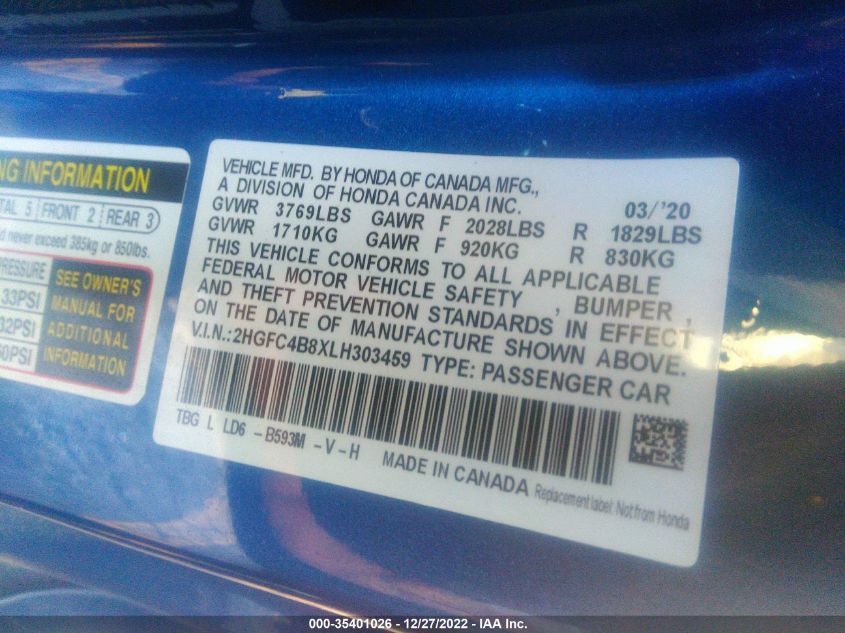 NG INFORMATION
TAL 5 FRONT 2 REAR 3
d never exceed 385kg or 850lbs.
PRESSURE
33PSI
32PSI
60PSI
SEE OWNER'S
MANUAL FOR
ADDITIONAL
INFORMATION
VEHICLE MFD. BY HONDA OF CANADA MFG.,
A DIVISION OF HONDA CANADA INC. 03/'20
GVWR 3769LBS GAWR F 2028LBS R 1829LBS
GVWR 1710KG GAWR F 920KG R 830KG
THIS VEHICLE CONFORMS TO ALL APPLICABLE
FEDERAL MOTOR VEHICLE SAFETY , BUMPER ,
AND THEFT PREVENTION STANDARDS IN EFFECT
ON THE DATE OF MANUFACTURE SHOWN ABOVE.
V.I.N.:2HGFC4B8XLH303459 TYPE: PASSENGER CAR
TBG L LD6 -B593M -V-H
MADE IN CANADA Replacement label: Not from Honda
000-35401026 - 12/27/2022 - IAA Inc.